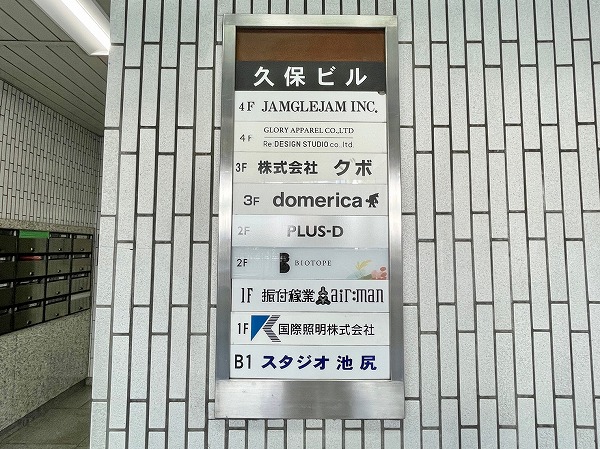 久保ビル
4F JAMGLEJAM INC.
4F GLORY APPAREL CO.,LTD
Re:DESIGN STUDIO co. ltd.
3F 株式会社 クボ
3F domerica
2F PLUS-D
2F B BIOTOPE
1F 振付稼業air:man
1F 国際照明株式会社
B1 スタジオ池尻